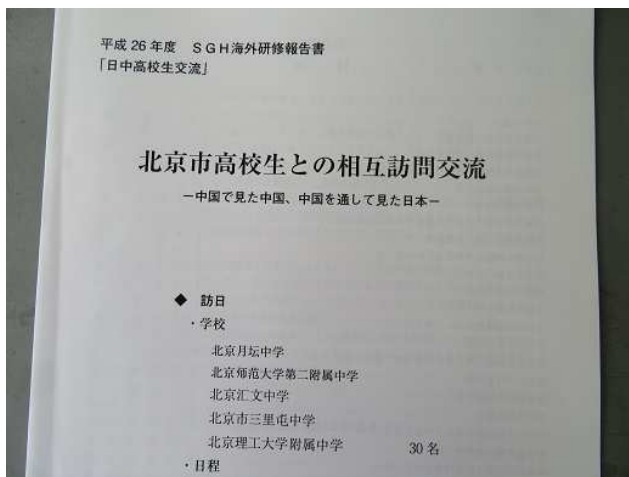 平成 26 年度　ＳＧＨ海外研修報告書
「日中高校生交流」
北京市高校生との相互訪問交流
－中国で見た中国、中国を通して見た日本－
◆　訪日
・学校
北京月坛中学
北京师范大学第二附属中学
北京汇文中学
北京市三里屯中学
北京理工大学附属中学　　30 名
・日程